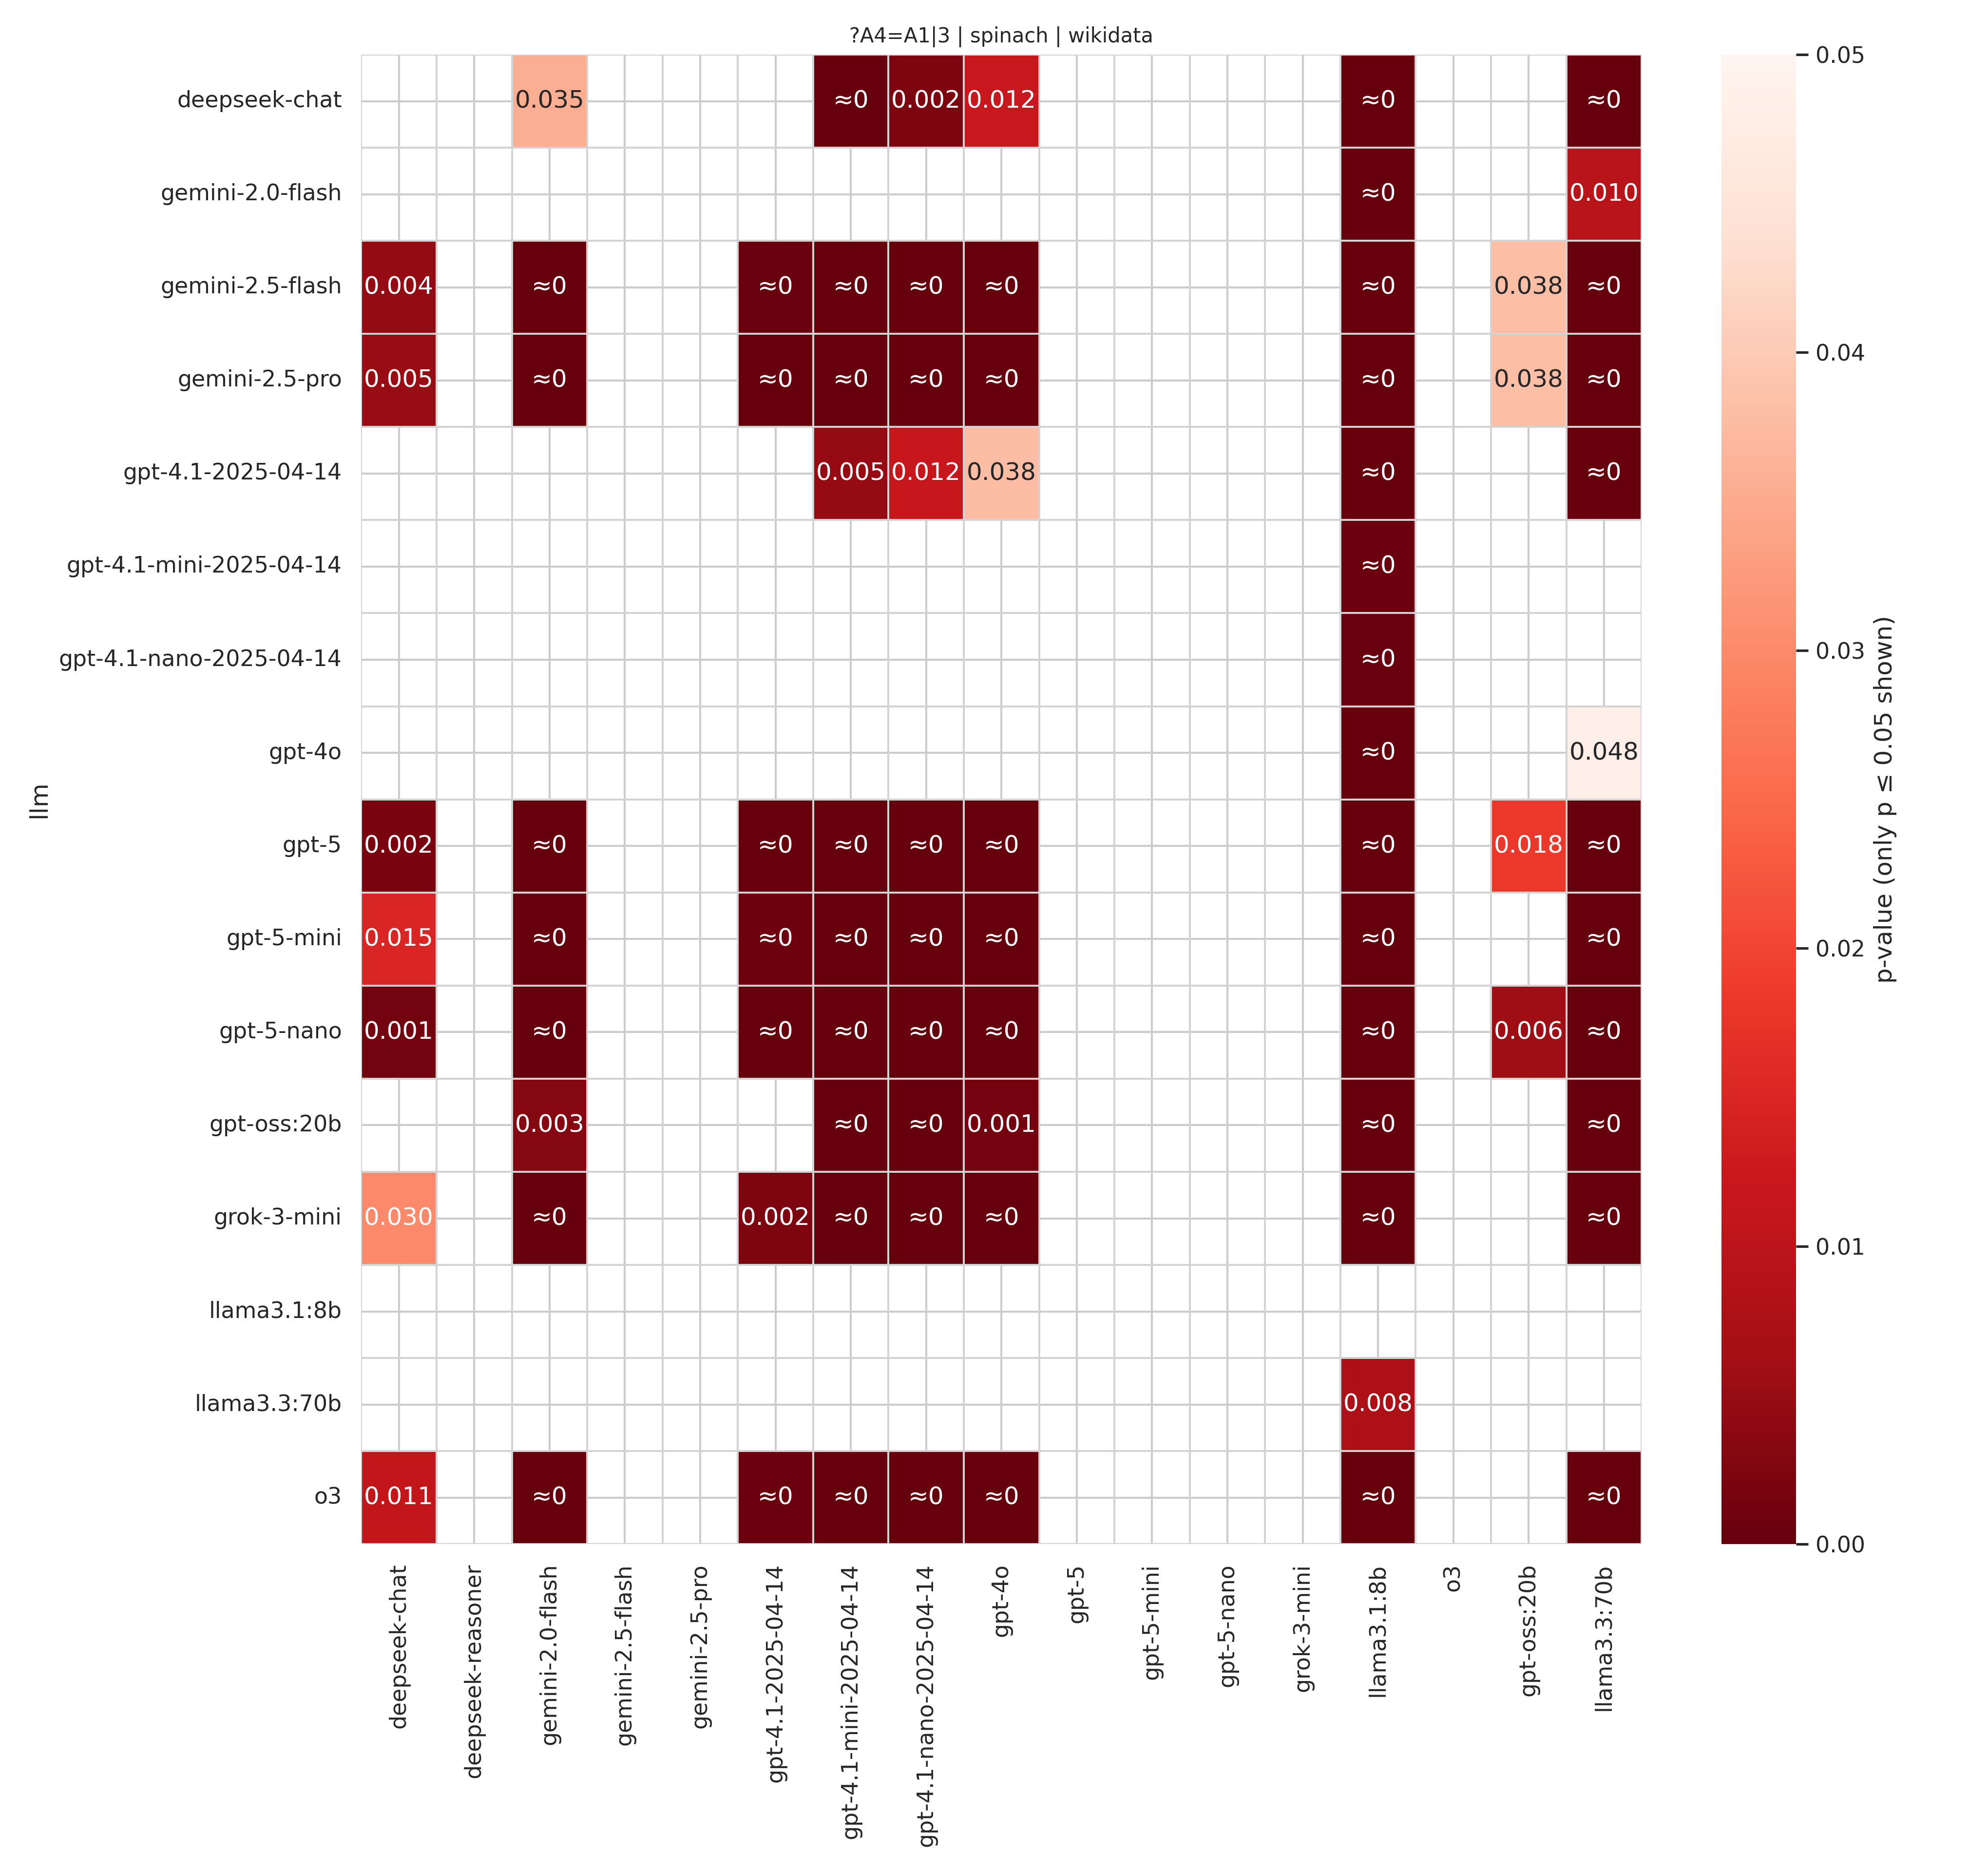 ?A4=A1|3 | spinach | wikidata
deepseek-chat 0.035 ≈0 0.002 0.012 ≈0 ≈0
gemini-2.0-flash ≈0 0.010
gemini-2.5-flash 0.004 ≈0 ≈0 ≈0 ≈0 ≈0 ≈0 0.038 ≈0
gemini-2.5-pro 0.005 ≈0 ≈0 ≈0 ≈0 ≈0 ≈0 0.038 ≈0
gpt-4.1-2025-04-14 0.005 0.012 0.038 ≈0 ≈0
gpt-4.1-mini-2025-04-14 ≈0
gpt-4.1-nano-2025-04-14 ≈0
gpt-4o ≈0 0.048
gpt-5 0.002 ≈0 ≈0 ≈0 ≈0 ≈0 ≈0 0.018 ≈0
gpt-5-mini 0.015 ≈0 ≈0 ≈0 ≈0 ≈0 ≈0 ≈0
gpt-5-nano 0.001 ≈0 ≈0 ≈0 ≈0 ≈0 ≈0 0.006 ≈0
gpt-oss:20b 0.003 ≈0 ≈0 0.001 ≈0 ≈0
grok-3-mini 0.030 ≈0 0.002 ≈0 ≈0 ≈0 ≈0 ≈0
llama3.1:8b
llama3.3:70b 0.008
o3 0.011 ≈0 ≈0 ≈0 ≈0 ≈0 ≈0 ≈0
llm
deepseek-chat
deepseek-reasoner
gemini-2.0-flash
gemini-2.5-flash
gemini-2.5-pro
gpt-4.1-2025-04-14
gpt-4.1-mini-2025-04-14
gpt-4.1-nano-2025-04-14
gpt-4o
gpt-5
gpt-5-mini
gpt-5-nano
grok-3-mini
llama3.1:8b
o3
gpt-oss:20b
llama3.3:70b
0.05
0.04
0.03
0.02
0.01
0.00
p-value (only p ≤ 0.05 shown)